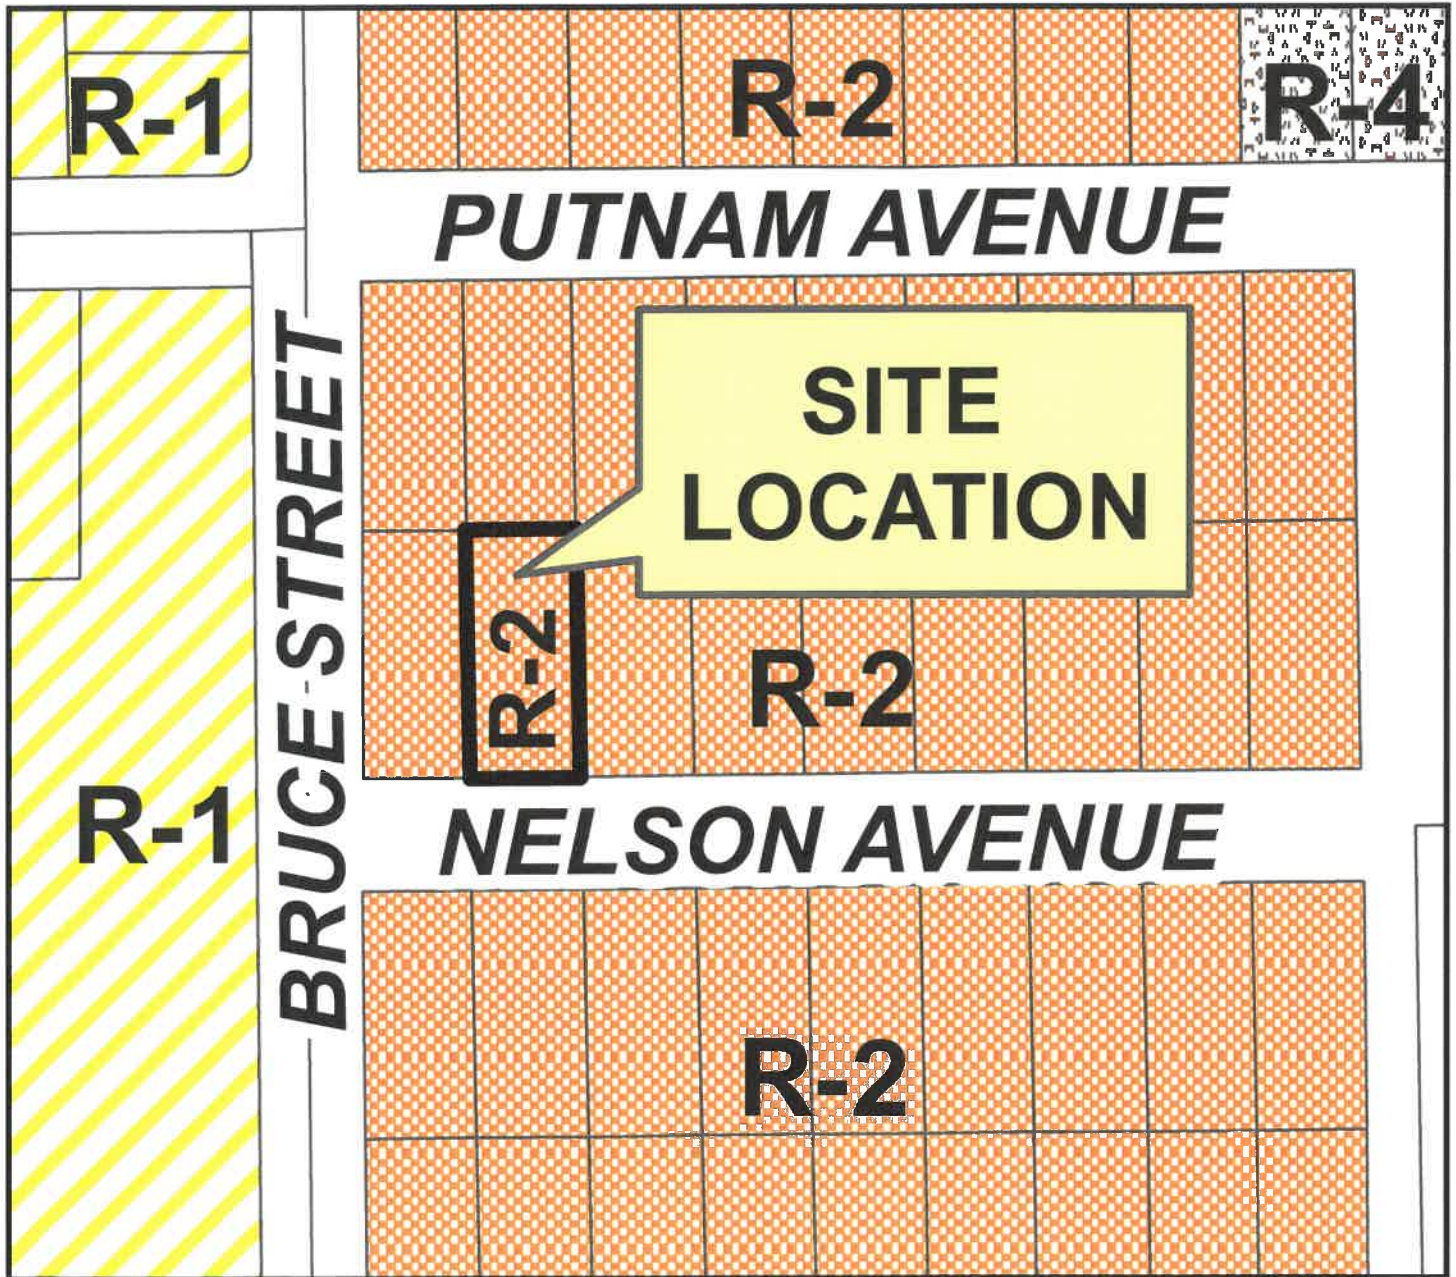 R-1
R-2
R-4
PUTNAM AVENUE
SITE
LOCATION
BRUCE STREET
R-2
R-2
R-1
NELSON AVENUE
R-2